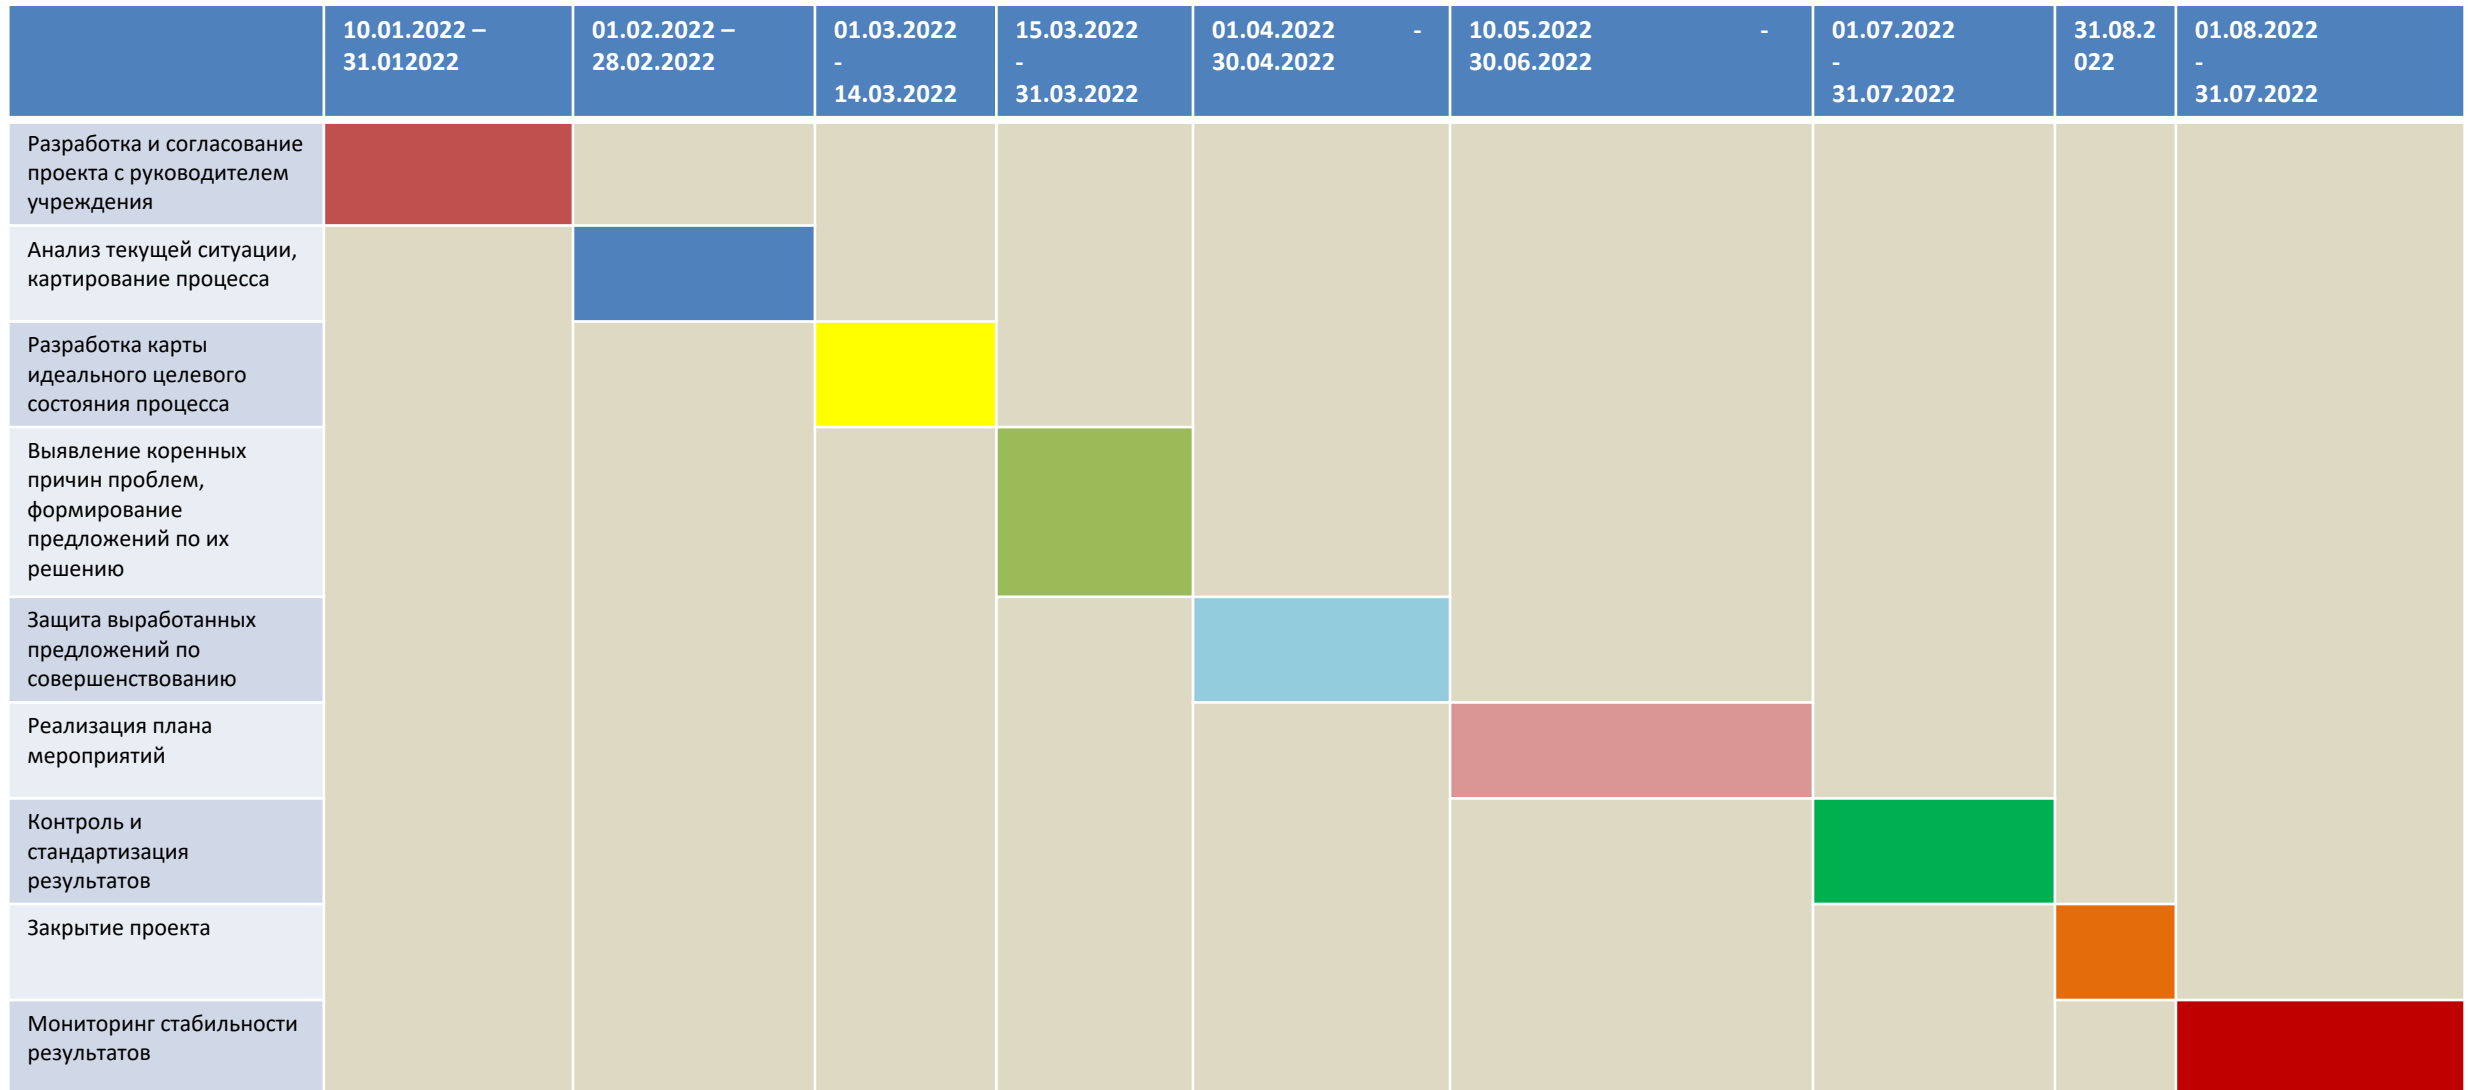 10.01.2022 –
31.012022
01.02.2022 –
28.02.2022
01.03.2022
-
14.03.2022
15.03.2022
-
31.03.2022
01.04.2022 -
30.04.2022
10.05.2022 -
30.06.2022
01.07.2022
-
31.07.2022
31.08.2
022
01.08.2022
-
31.07.2022
Разработка и согласование
проекта с руководителем
учреждения
Анализ текущей ситуации,
картирование процесса
Разработка карты
идеального целевого
состояния процесса
Выявление коренных
причин проблем,
формирование
предложений по их
решению
Защита выработанных
предложений по
совершенствованию
Реализация плана
мероприятий
Контроль и
стандартизация
результатов
Закрытие проекта
Мониторинг стабильности
результатов